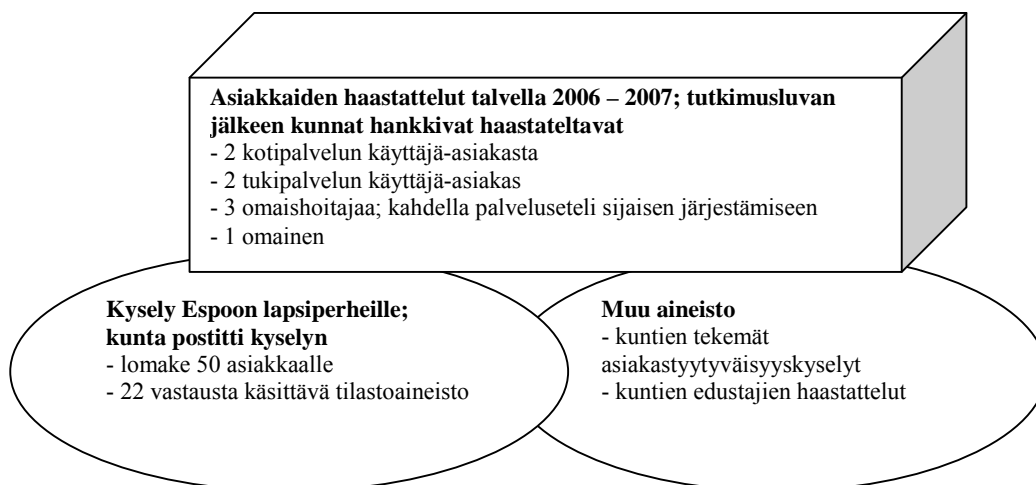 Asiakkaiden haastattelut talvella 2006 – 2007; tutkimusluvan
jälkeen kunnat hankkivat haastateltavat
- 2 kotipalvelun käyttäjä-asiakasta
- 2 tukipalvelun käyttäjä-asiakas
- 3 omaishoitajaa; kahdella palveluseteli sijaisen järjestämiseen
- 1 omainen
Kysely Espoon lapsiperheille;
kunta postitti kyselyn
- lomake 50 asiakkaalle
- 22 vastausta käsittävä tilastoaineisto
Muu aineisto
- kuntien tekemät
asiakastyytyväisyyskyselyt
- kuntien edustajien haastattelut